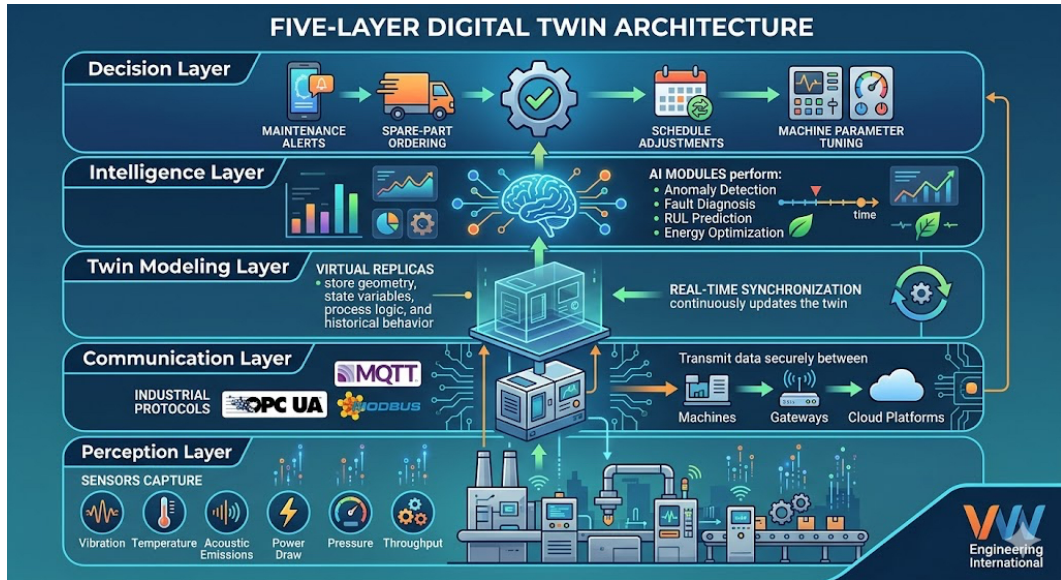 FIVE-LAYER DIGITAL TWIN ARCHITECTURE
Decision Layer
MAINTENANCE
ALERTS
SPARE-PART
ORDERING
SCHEDULE
ADJUSTMENTS
MACHINE PARAMETER
TUNING
Intelligence Layer
AI MODULES perform:
• Anomaly Detection
• Fault Diagnosis
• RUL Prediction
• Energy Optimization
time
Twin Modeling Layer
VIRTUAL REPLICAS
• store geometry,
state variables,
process logic, and
historical behavior
REAL-TIME SYNCHRONIZATION
continuously updates the twin
Communication Layer
INDUSTRIAL
PROTOCOLS
MQTT
OPC UA
MODBUS
Transmit data securely between
Machines
Gateways
Cloud Platforms
Perception Layer
SENSORS CAPTURE
Vibration
Temperature
Acoustic
Emissions
Power
Draw
Pressure
Throughput
VW
Engineering
International